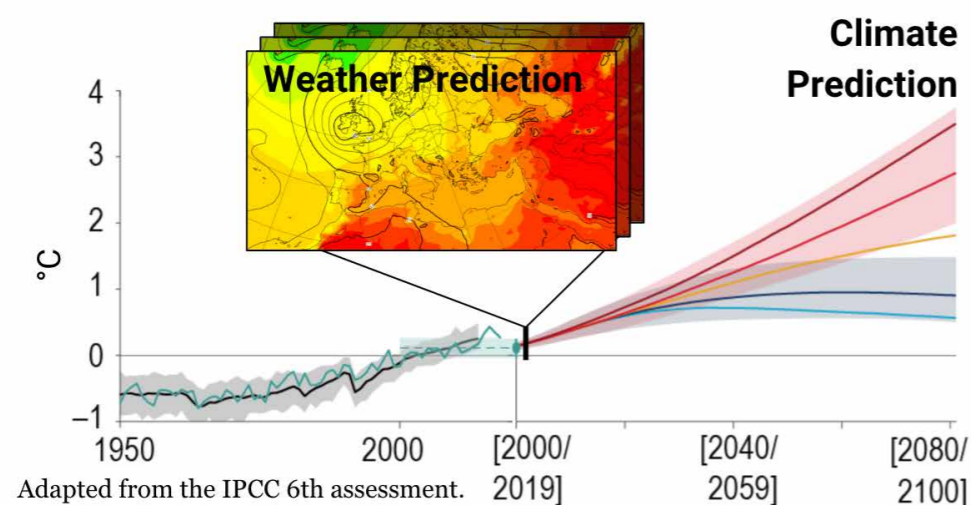 Climate
Prediction
Weather Prediction
°C
4
3
2
1
0
−1
1950
2000
[2000/
2019]
[2040/
2059]
[2080/
2100]
Adapted from the IPCC 6th assessment.